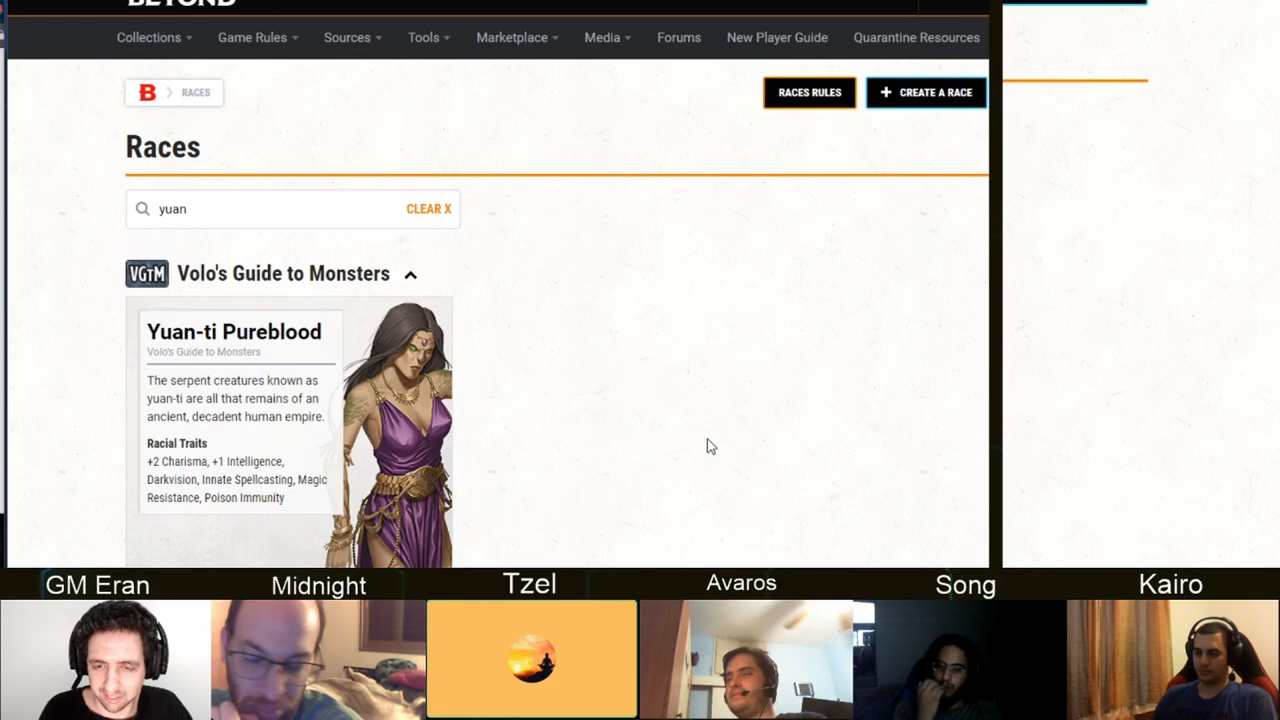 BEYOND
Collections Game Rules Sources Tools Marketplace Media Forums New Player Guide Quarantine Resources
B RACES
RACES RULES
+ CREATE A RACE
Races
yuan
CLEAR X
VGTM Volo's Guide to Monsters
Yuan-ti Pureblood
Volo's Guide to Monsters
The serpent creatures known as
yuan-ti are all that remains of an
ancient, decadent human empire.
Racial Traits
+2 Charisma, +1 Intelligence,
Darkvision, Innate Spellcasting, Magic
Resistance, Poison Immunity
GM Eran Midnight Tzel Avaros Song Kairo